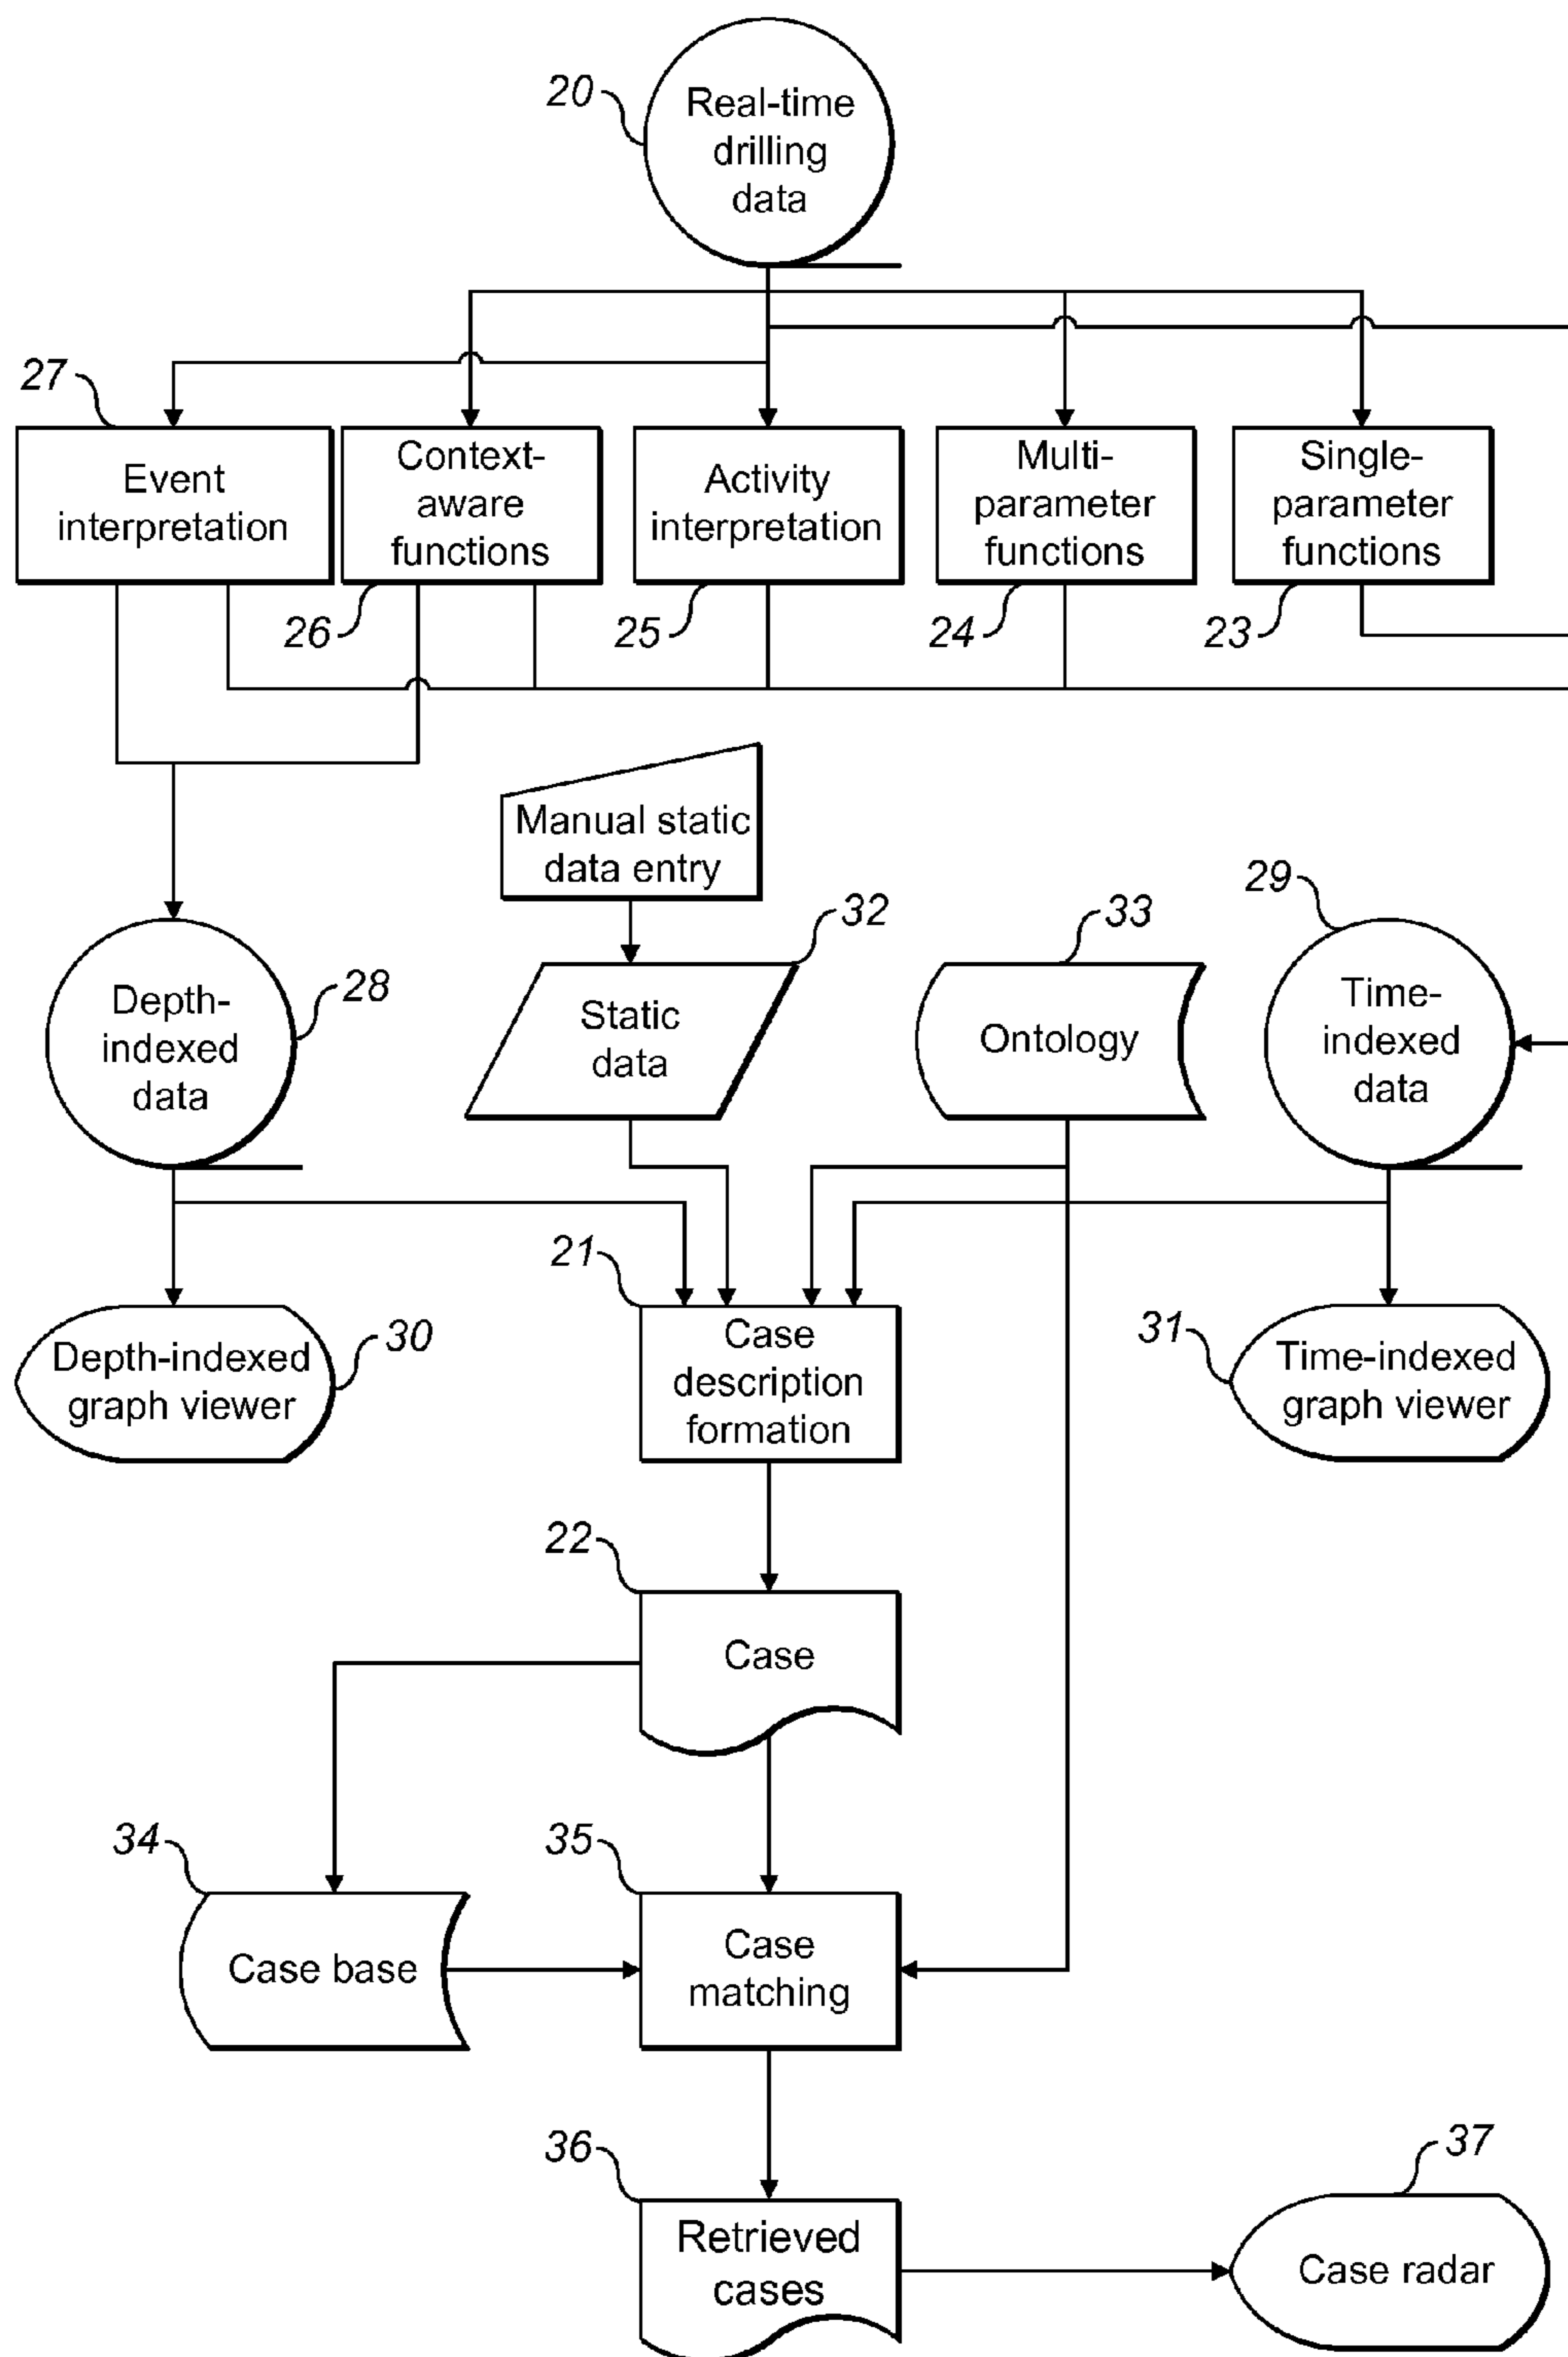 20
Real-time
drilling
data
27
Event
interpretation
Context-
aware
functions
Activity
interpretation
Multi-
parameter
functions
Single-
parameter
functions
26
25
24
23
Manual static
data entry
29
32
33
28
Depth-
indexed
data
Static
data
Ontology
Time-
indexed
data
21
30
31
Depth-indexed
graph viewer
Case
description
formation
Time-indexed
graph viewer
22
Case
34
35
Case base
Case
matching
36
37
Retrieved
cases
Case radar